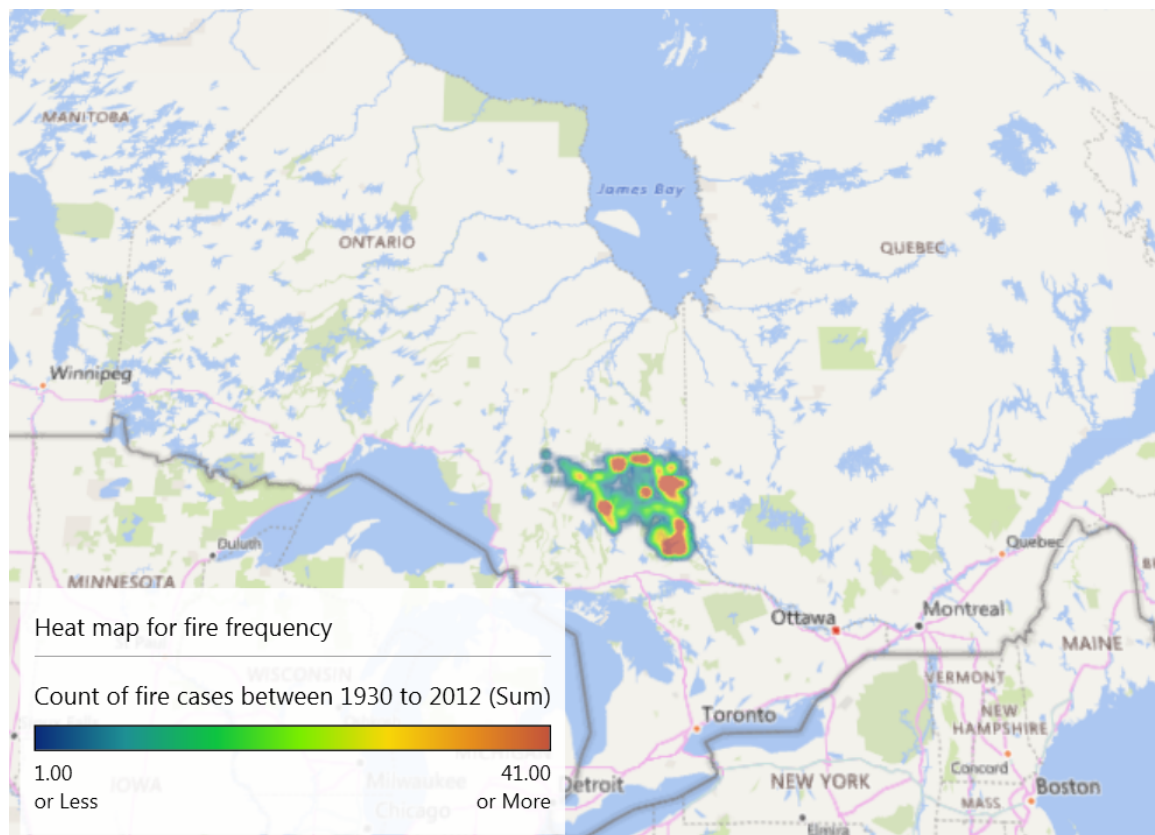 MANITOBA
James Bay
ONTARIO
QUEBEC
Winnipeg
Duluth
Quebec
MINNESOTA
Ottawa
Montreal
MAINE
Heat map for fire frequency
WISCONSIN
VERMONT
Count of fire cases between 1930 to 2012 (Sum)
Toronto
NEW
HAMPSHIRE
MICHIGAN
1.00
or Less
41.00
or More
IOWA
Milwaukee
Chicago
Detroit
NEW YORK
Concord
Boston
MASS
Elmira